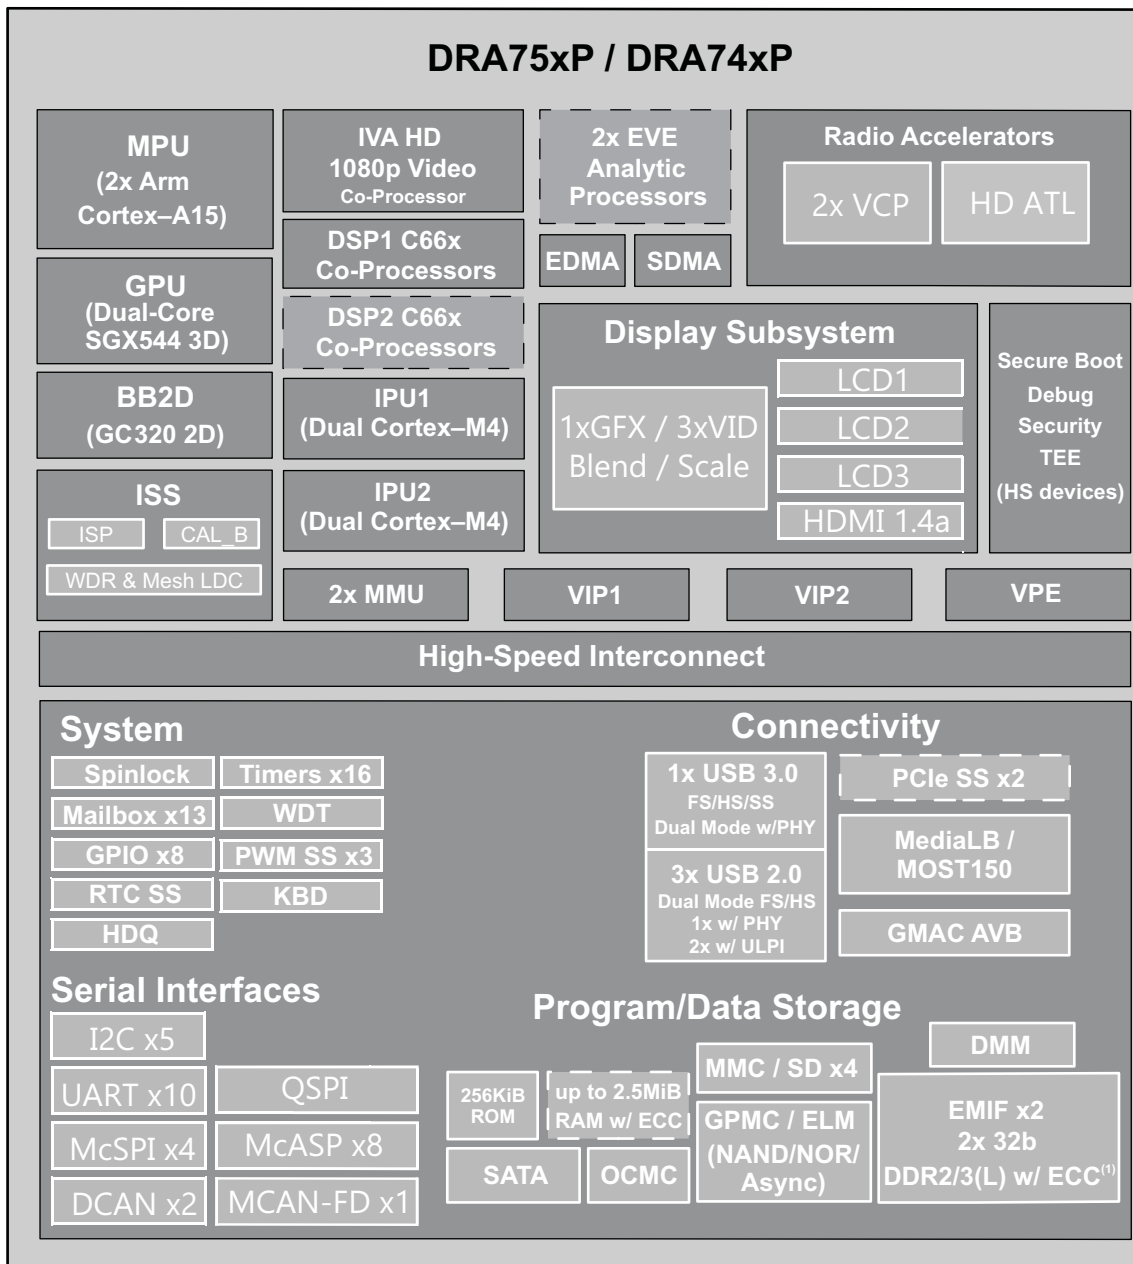 DRA75xP / DRA74xP
MPU
(2x Arm
Cortex–A15)
GPU
(Dual-Core
SGX544 3D)
BB2D
(GC320 2D)
ISS
ISP
CAL_B
WDR & Mesh LDC
IVA HD
1080p Video
Co-Processor
DSP1 C66x
Co-Processors
DSP2 C66x
Co-Processors
IPU1
(Dual Cortex–M4)
IPU2
(Dual Cortex–M4)
2x EVE
Analytic
Processors
EDMA
SDMA
Radio Accelerators
2x VCP
HD ATL
Display Subsystem
1xGFX / 3xVID
Blend / Scale
LCD1
LCD2
LCD3
HDMI 1.4a
Secure Boot
Debug
Security
TEE
(HS devices)
2x MMU
VIP1
VIP2
VPE
High-Speed Interconnect
System
Spinlock
Timers x16
Mailbox x13
WDT
GPIO x8
PWM SS x3
RTC SS
KBD
HDQ
Connectivity
1x USB 3.0
FS/HS/SS
Dual Mode w/PHY
3x USB 2.0
Dual Mode FS/HS
1x w/ PHY
2x w/ ULPI
PCIe SS x2
MediaLB /
MOST150
GMAC AVB
Serial Interfaces
I2C x5
UART x10
QSPI
McSPI x4
McASP x8
DCAN x2
MCAN-FD x1
Program/Data Storage
256KiB
ROM
up to 2.5MiB
RAM w/ ECC
SATA
OCMC
MMC / SD x4
GPMC / ELM
(NAND/NOR/
Async)
DMM
EMIF x2
2x 32b
DDR2/3(L) w/ ECC(1)